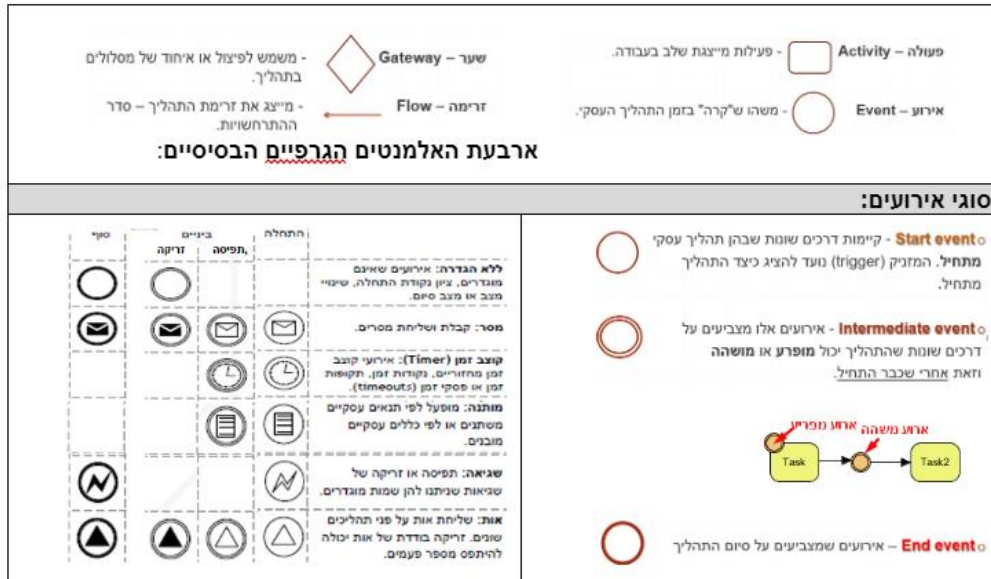 פעולה – Activity - פעילות מייצגת שלב בעבודה.
אירוע – Event - משהו ש"קרה" בזמן התהליך העסקי.
שער – Gateway - משמש לפיצול או איחוד של מסלולים
בתהליך.
זרימה – Flow - מייצג את זרימת התהליך – סדר
ההתרחשויות.
ארבעת האלמנטים הגרפיים הבסיסיים:
סוגי אירועים:
Start event - קיימות דרכים שונות שבהן תהליך עסקי
מתחיל. המזניק (trigger) נועד להציג כיצד התהליך
מתחיל.
Intermediate event - אירועים אלו מצביעים על
דרכים שונות שהתהליך יכול מופרע או מושהה
וזאת אחרי שכבר התחיל.
ארוע מפריע
ארוע משהה
Task
Task2
End event – אירועים שמצביעים על סיום התהליך
התחלה
ביניים
סוף
תפיסה,
זריקה
ללא הגדרה: אירועים שאינם
מוגדרים, ציון נקודת התחלה, שינויי
מצב או מצב סיום.
מסר: קבלת ושליחת מסרים.
קוצב זמן (Timer): אירועי קוצב
זמן מחזוריים, נקודות זמן, תקופות
זמן או פסקי זמן (timeouts).
מותנה: מופעל לפי תנאים עסקיים
משתנים או לפי כללים עסקיים
מובנים.
שגיאה: תפיסה או זריקה של
שגיאות שניתנו להן שמות מוגדרים.
אות: שליחת אות על פני תהליכים
שונים. זריקה בודדת של אות יכולה
להיתפס מספר פעמים.